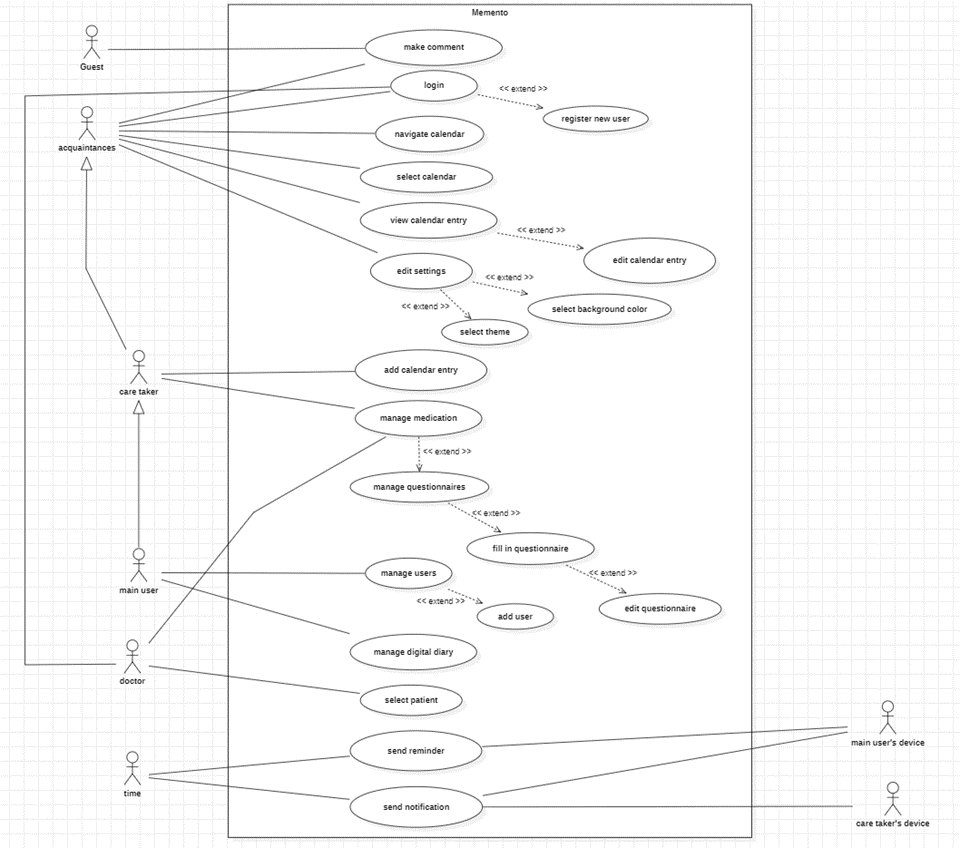 Memento
Guest
make comment
login
<< extend >>
register new user
acquaintances
navigate calendar
select calendar
view calendar entry
<< extend >>
edit calendar entry
edit settings
<< extend >>
select background color
<< extend >>
select theme
care taker
add calendar entry
manage medication
<< extend >>
manage questionnaires
<< extend >>
fill in questionnaire
<< extend >>
edit questionnaire
main user
manage users
<< extend >>
add user
manage digital diary
doctor
select patient
main user's device
send reminder
time
send notification
care taker's device